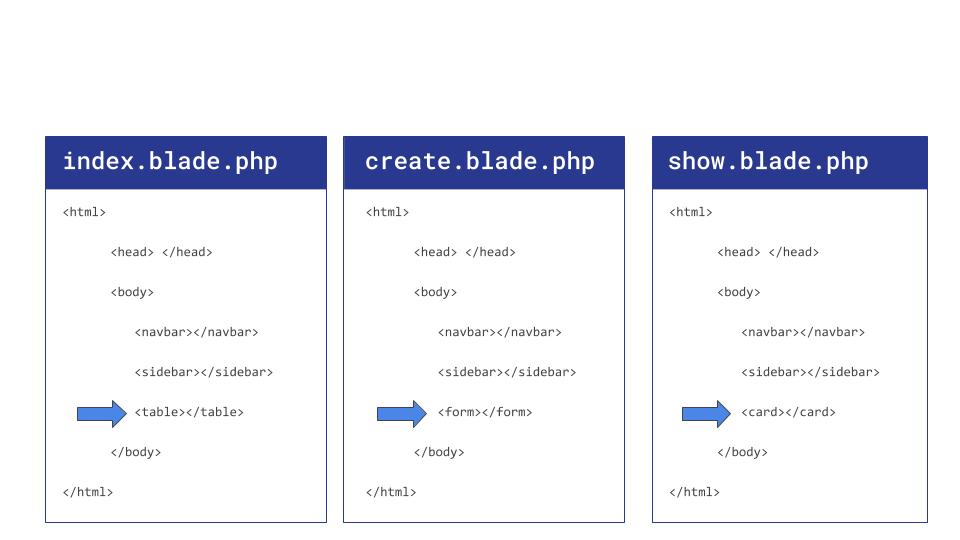 index.blade.php
<html>
<head> </head>
<body>
<navbar></navbar>
<sidebar></sidebar>
<table></table>
</body>
</html>
create.blade.php
<html>
<head> </head>
<body>
<navbar></navbar>
<sidebar></sidebar>
<form></form>
</body>
</html>
show.blade.php
<html>
<head> </head>
<body>
<navbar></navbar>
<sidebar></sidebar>
<card></card>
</body>
</html>